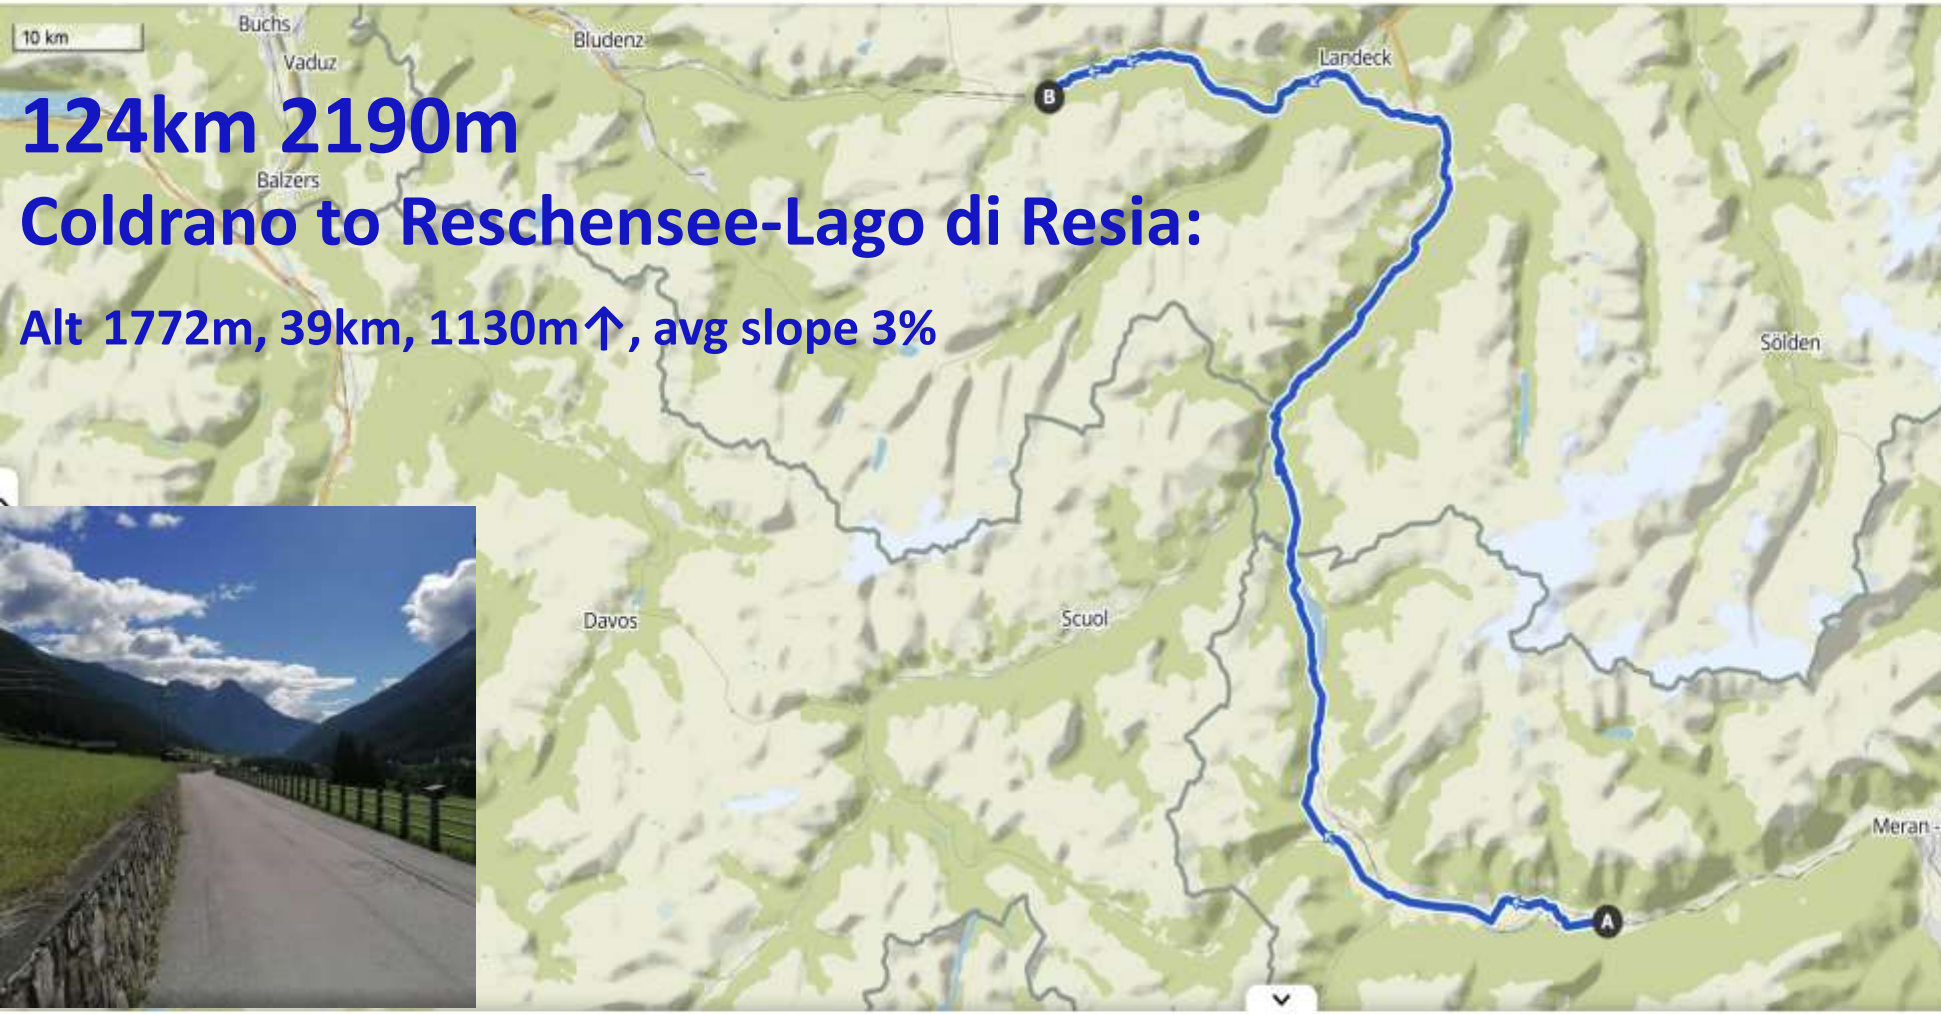 10 km
Buchs
Vaduz
Bludenz
Landeck
B
124km 2190m
Balzers
Coldrano to Reschensee-Lago di Resia:
Alt 1772m, 39km, 1130m↑, avg slope 3%
Sölden
Davos
Scuol
Meran -
A